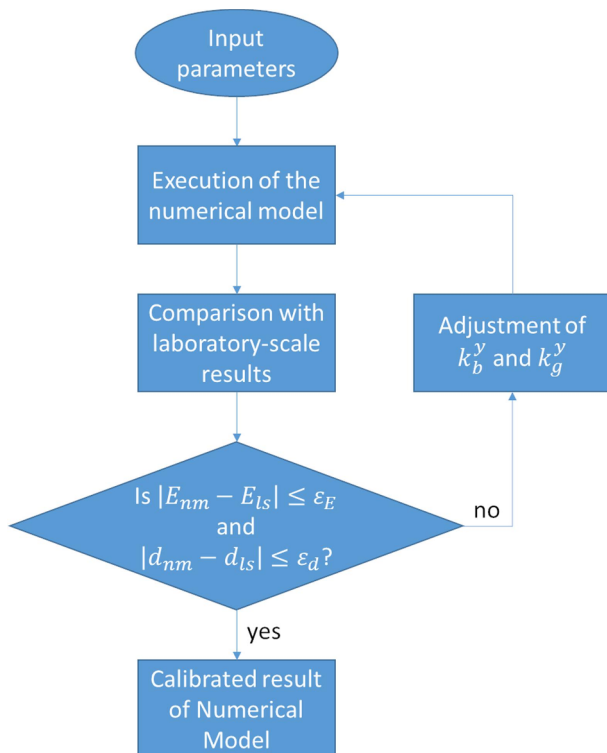 Input
parameters
Execution of the
numerical model
Comparison with
laboratory-scale
results
Adjustment of
$k_b^y$ and $k_g^y$
Is $|E_{nm} - E_{ls}| \leq \varepsilon_E$
and
$|d_{nm} - d_{ls}| \leq \varepsilon_d$?
no
yes
Calibrated result
of Numerical
Model